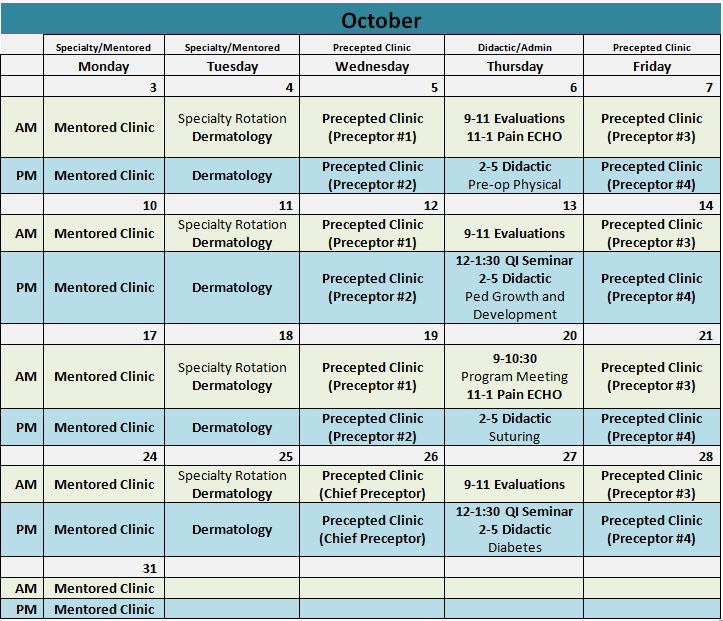 October
Specialty/Mentored Specialty/Mentored Precepted Clinic Didactic/Admin Precepted Clinic
Monday Tuesday Wednesday Thursday Friday
3 4 5 6 7
AM Mentored Clinic Specialty Rotation Dermatology Precepted Clinic (Preceptor #1) 9-11 Evaluations 11-1 Pain ECHO Precepted Clinic (Preceptor #3)
PM Mentored Clinic Dermatology Precepted Clinic (Preceptor #2) 2-5 Didactic Pre-op Physical Precepted Clinic (Preceptor #4)
10 11 12 13 14
AM Mentored Clinic Specialty Rotation Dermatology Precepted Clinic (Preceptor #1) 9-11 Evaluations Precepted Clinic (Preceptor #3)
PM Mentored Clinic Dermatology Precepted Clinic (Preceptor #2) 12-1:30 QI Seminar 2-5 Didactic Ped Growth and Development Precepted Clinic (Preceptor #4)
17 18 19 20 21
AM Mentored Clinic Specialty Rotation Dermatology Precepted Clinic (Preceptor #1) 9-10:30 Program Meeting 11-1 Pain ECHO Precepted Clinic (Preceptor #3)
PM Mentored Clinic Dermatology Precepted Clinic (Preceptor #2) 2-5 Didactic Suturing Precepted Clinic (Preceptor #4)
24 25 26 27 28
AM Mentored Clinic Specialty Rotation Dermatology Precepted Clinic (Chief Preceptor) 9-11 Evaluations Precepted Clinic (Preceptor #3)
PM Mentored Clinic Dermatology Precepted Clinic (Chief Preceptor) 12-1:30 QI Seminar 2-5 Didactic Diabetes Precepted Clinic (Preceptor #4)
31
AM Mentored Clinic
PM Mentored Clinic